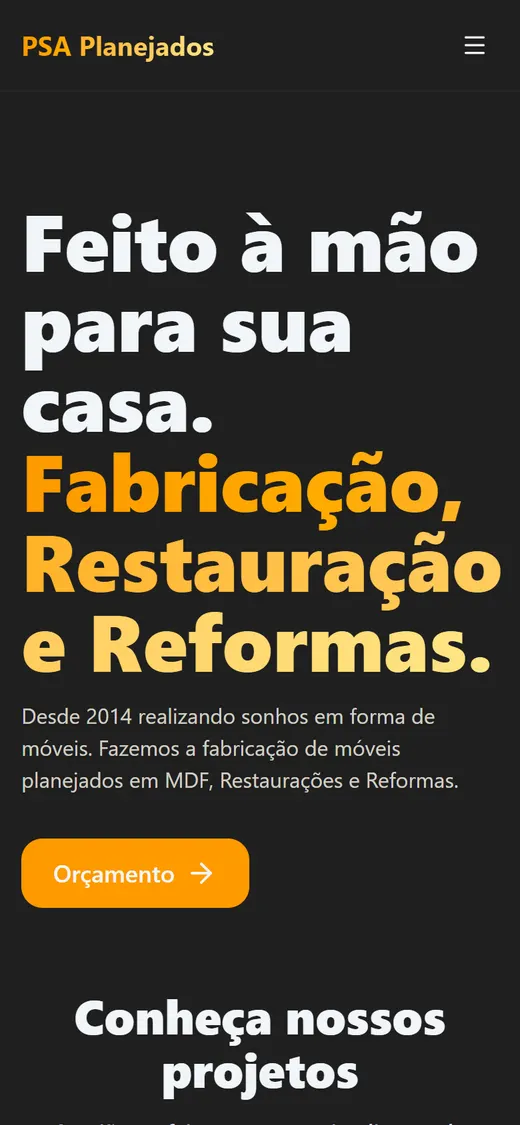 PSA Planejados
Feito à mão
para sua
casa.
Fabricação,
Restauração
e Reformas.
Desde 2014 realizando sonhos em forma de
móveis. Fazemos a fabricação de móveis
planejados em MDF, Restaurações e Reformas.
Orçamento
Conheça nossos
projetos